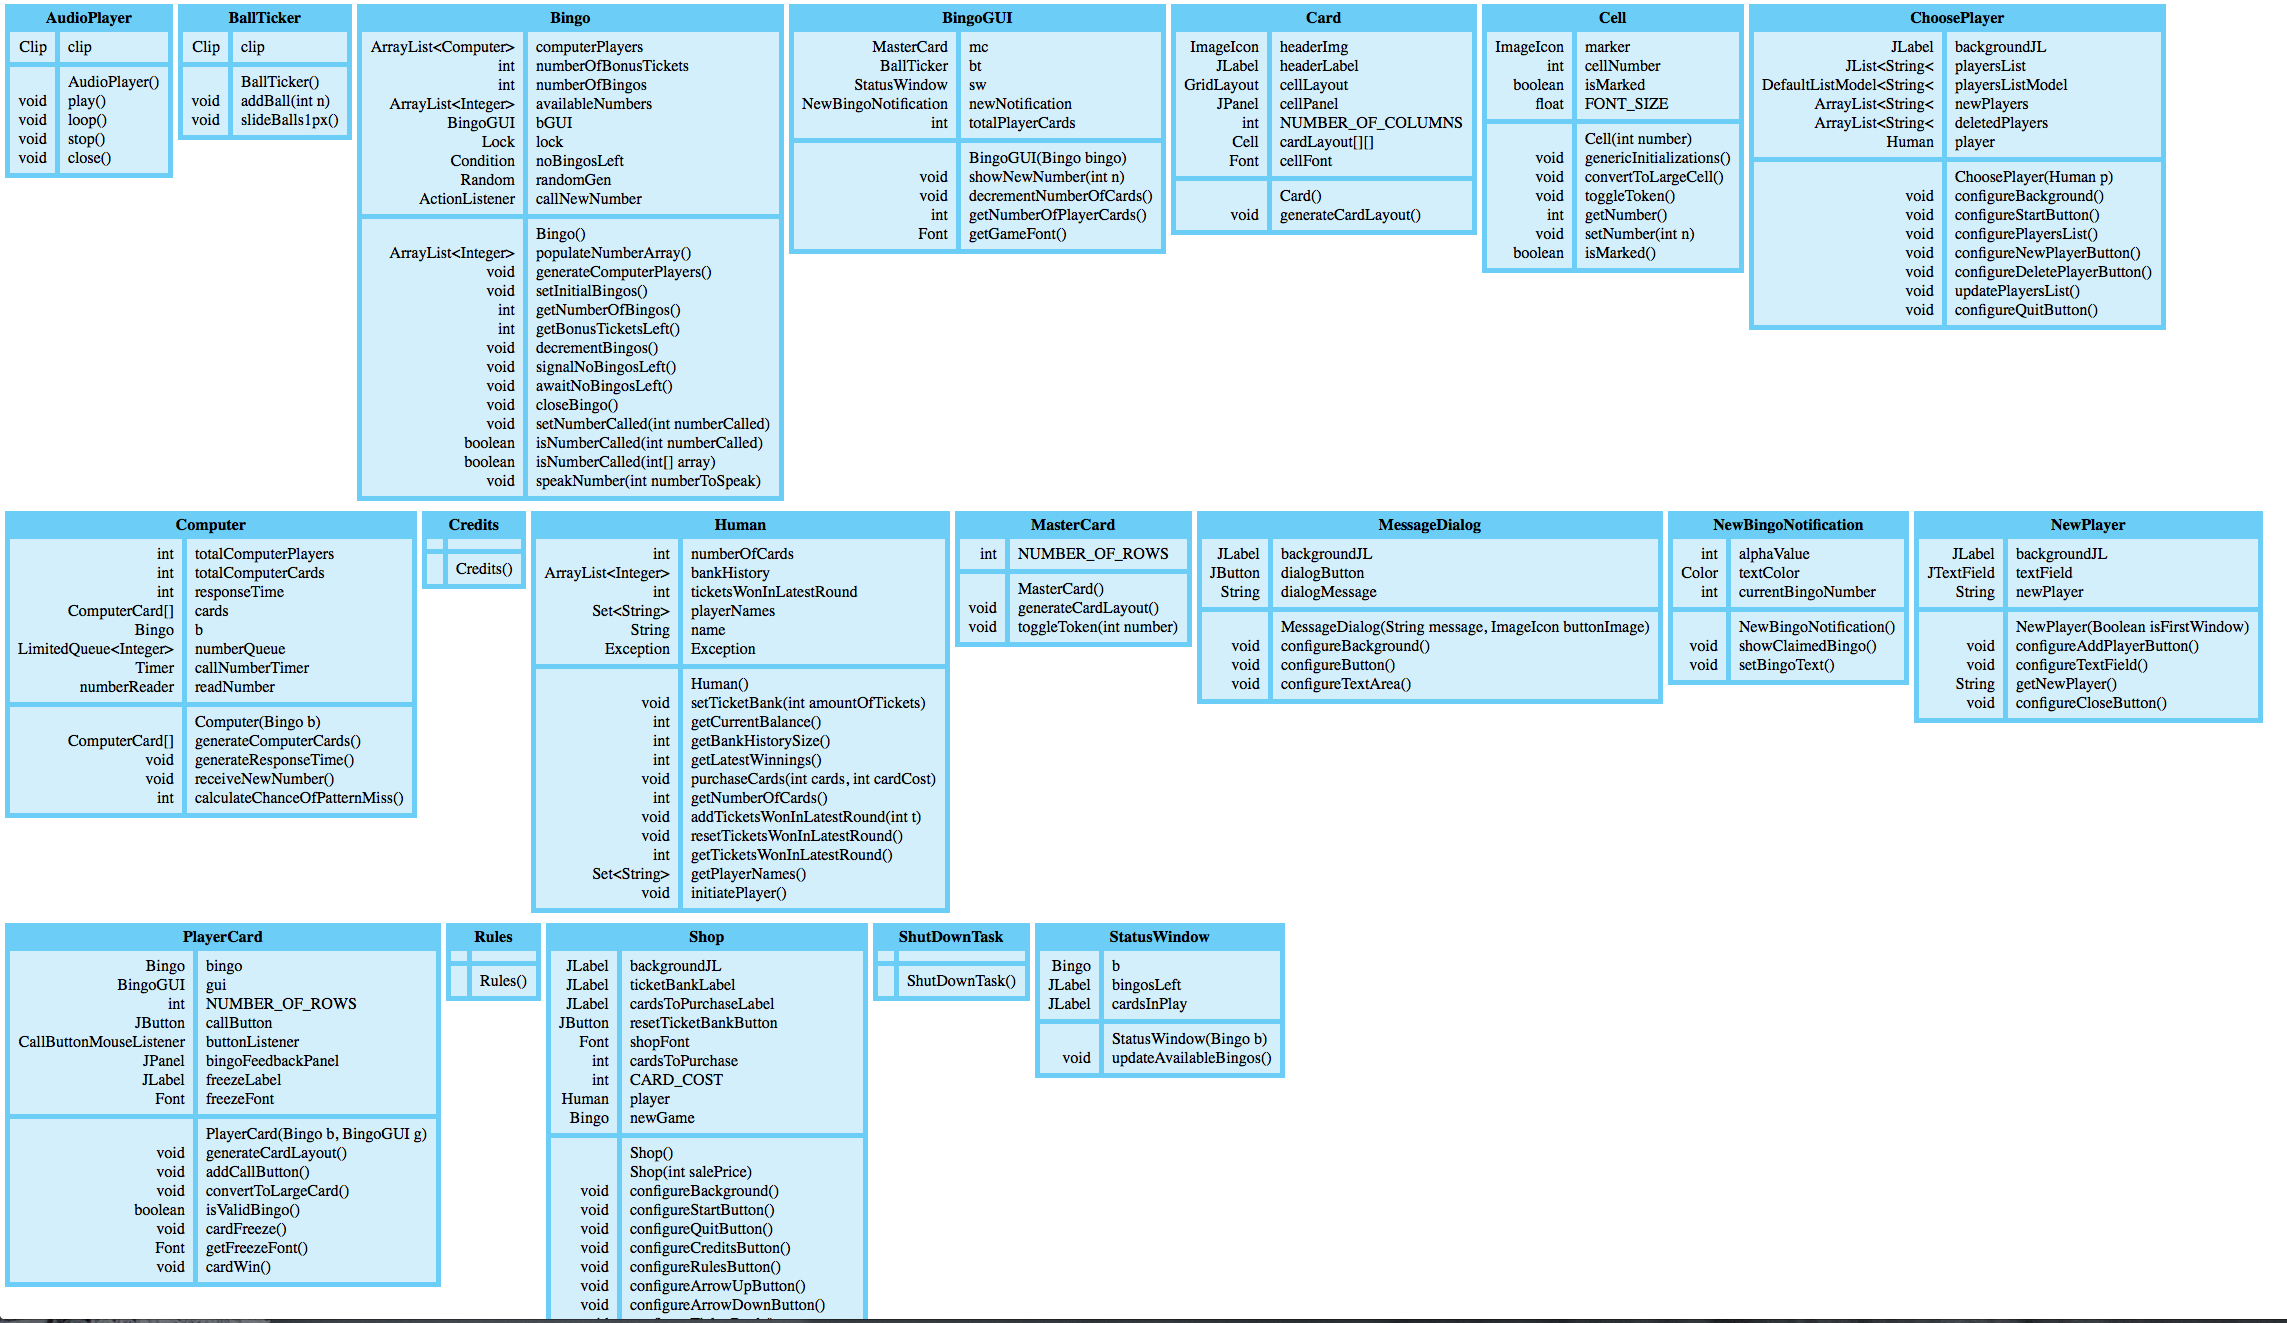 AudioPlayer
Clip clip
AudioPlayer()
void play()
void loop()
void stop()
void close()
BallTicker
Clip clip
BallTicker()
void addBall(int n)
void slideBalls1px()
Bingo
ArrayList<Computer> computerPlayers
int numberOfBonusTickets
int numberOfBingos
ArrayList<Integer> availableNumbers
BingoGUI bGUI
Lock lock
Condition noBingosLeft
Random randomGen
ActionListener callNewNumber
Bingo()
ArrayList<Integer> populateNumberArray()
void generateComputerPlayers()
void setInitialBingos()
int getNumberOfBingos()
int getBonusTicketsLeft()
void decrementBingos()
void signalNoBingosLeft()
void awaitNoBingosLeft()
void closeBingo()
void setNumberCalled(int numberCalled)
boolean isNumberCalled(int numberCalled)
boolean isNumberCalled(int[] array)
void speakNumber(int numberToSpeak)
BingoGUI
MasterCard mc
BallTicker bt
StatusWindow sw
NewBingoNotification newNotification
int totalPlayerCards
BingoGUI(Bingo bingo)
void showNewNumber(int n)
void decrementNumberOfCards()
int getNumberOfPlayerCards()
Font getGameFont()
Card
ImageIcon headerImg
JLabel headerLabel
GridLayout cellLayout
JPanel cellPanel
int NUMBER_OF_COLUMNS
Cell cardLayout[][]
Font cellFont
Card()
void generateCardLayout()
Cell
ImageIcon marker
int cellNumber
boolean isMarked
float FONT_SIZE
Cell(int number)
void genericInitializations()
void convertToLargeCell()
void toggleToken()
int getNumber()
void setNumber(int n)
boolean isMarked()
ChoosePlayer
JLabel backgroundJL
JList<String< playersList
DefaultListModel<String< playersListModel
ArrayList<String< newPlayers
ArrayList<String< deletedPlayers
Human player
ChoosePlayer(Human p)
void configureBackground()
void configureStartButton()
void configurePlayersList()
void configureNewPlayerButton()
void configureDeletePlayerButton()
void updatePlayersList()
void configureQuitButton()
Computer
int totalComputerPlayers
int totalComputerCards
int responseTime
ComputerCard[] cards
Bingo b
LimitedQueue<Integer> numberQueue
Timer callNumberTimer
numberReader readNumber
Computer(Bingo b)
ComputerCard[] generateComputerCards()
void generateResponseTime()
void receiveNewNumber()
int calculateChanceOfPatternMiss()
Credits
Credits()
Human
int numberOfCards
ArrayList<Integer> bankHistory
int ticketsWonInLatestRound
Set<String> playerNames
String name
Exception Exception
Human()
void setTicketBank(int amountOfTickets)
int getCurrentBalance()
int getBankHistorySize()
int getLatestWinnings()
void purchaseCards(int cards, int cardCost)
int getNumberOfCards()
void addTicketsWonInLatestRound(int t)
void resetTicketsWonInLatestRound()
int getTicketsWonInLatestRound()
Set<String> getPlayerNames()
void initiatePlayer()
MasterCard
int NUMBER_OF_ROWS
MasterCard()
void generateCardLayout()
void toggleToken(int number)
MessageDialog
JLabel backgroundJL
JButton dialogButton
String dialogMessage
MessageDialog(String message, ImageIcon buttonImage)
void configureBackground()
void configureButton()
void configureTextArea()
NewBingoNotification
int alphaValue
Color textColor
int currentBingoNumber
NewBingoNotification()
void showClaimedBingo()
void setBingoText()
NewPlayer
JLabel backgroundJL
JTextField textField
String newPlayer
NewPlayer(Boolean isFirstWindow)
void configureAddPlayerButton()
void configureTextField()
String getNewPlayer()
void configureCloseButton()
PlayerCard
Bingo bingo
BingoGUI gui
int NUMBER_OF_ROWS
JButton callButton
CallButtonMouseListener buttonListener
JPanel bingoFeedbackPanel
JLabel freezeLabel
Font freezeFont
PlayerCard(Bingo b, BingoGUI g)
void generateCardLayout()
void addCallButton()
void convertToLargeCard()
boolean isValidBingo()
void cardFreeze()
Font getFreezeFont()
void cardWin()
Rules
Rules()
Shop
JLabel backgroundJL
JLabel ticketBankLabel
JLabel cardsToPurchaseLabel
JButton resetTicketBankButton
Font shopFont
int cardsToPurchase
int CARD_COST
Human player
Bingo newGame
Shop()
Shop(int salePrice)
void configureBackground()
void configureStartButton()
void configureQuitButton()
void configureCreditsButton()
void configureRulesButton()
void configureArrowUpButton()
void configureArrowDownButton()
ShutDownTask
ShutDownTask()
StatusWindow
Bingo b
JLabel bingosLeft
JLabel cardsInPlay
StatusWindow(Bingo b)
void updateAvailableBingos()